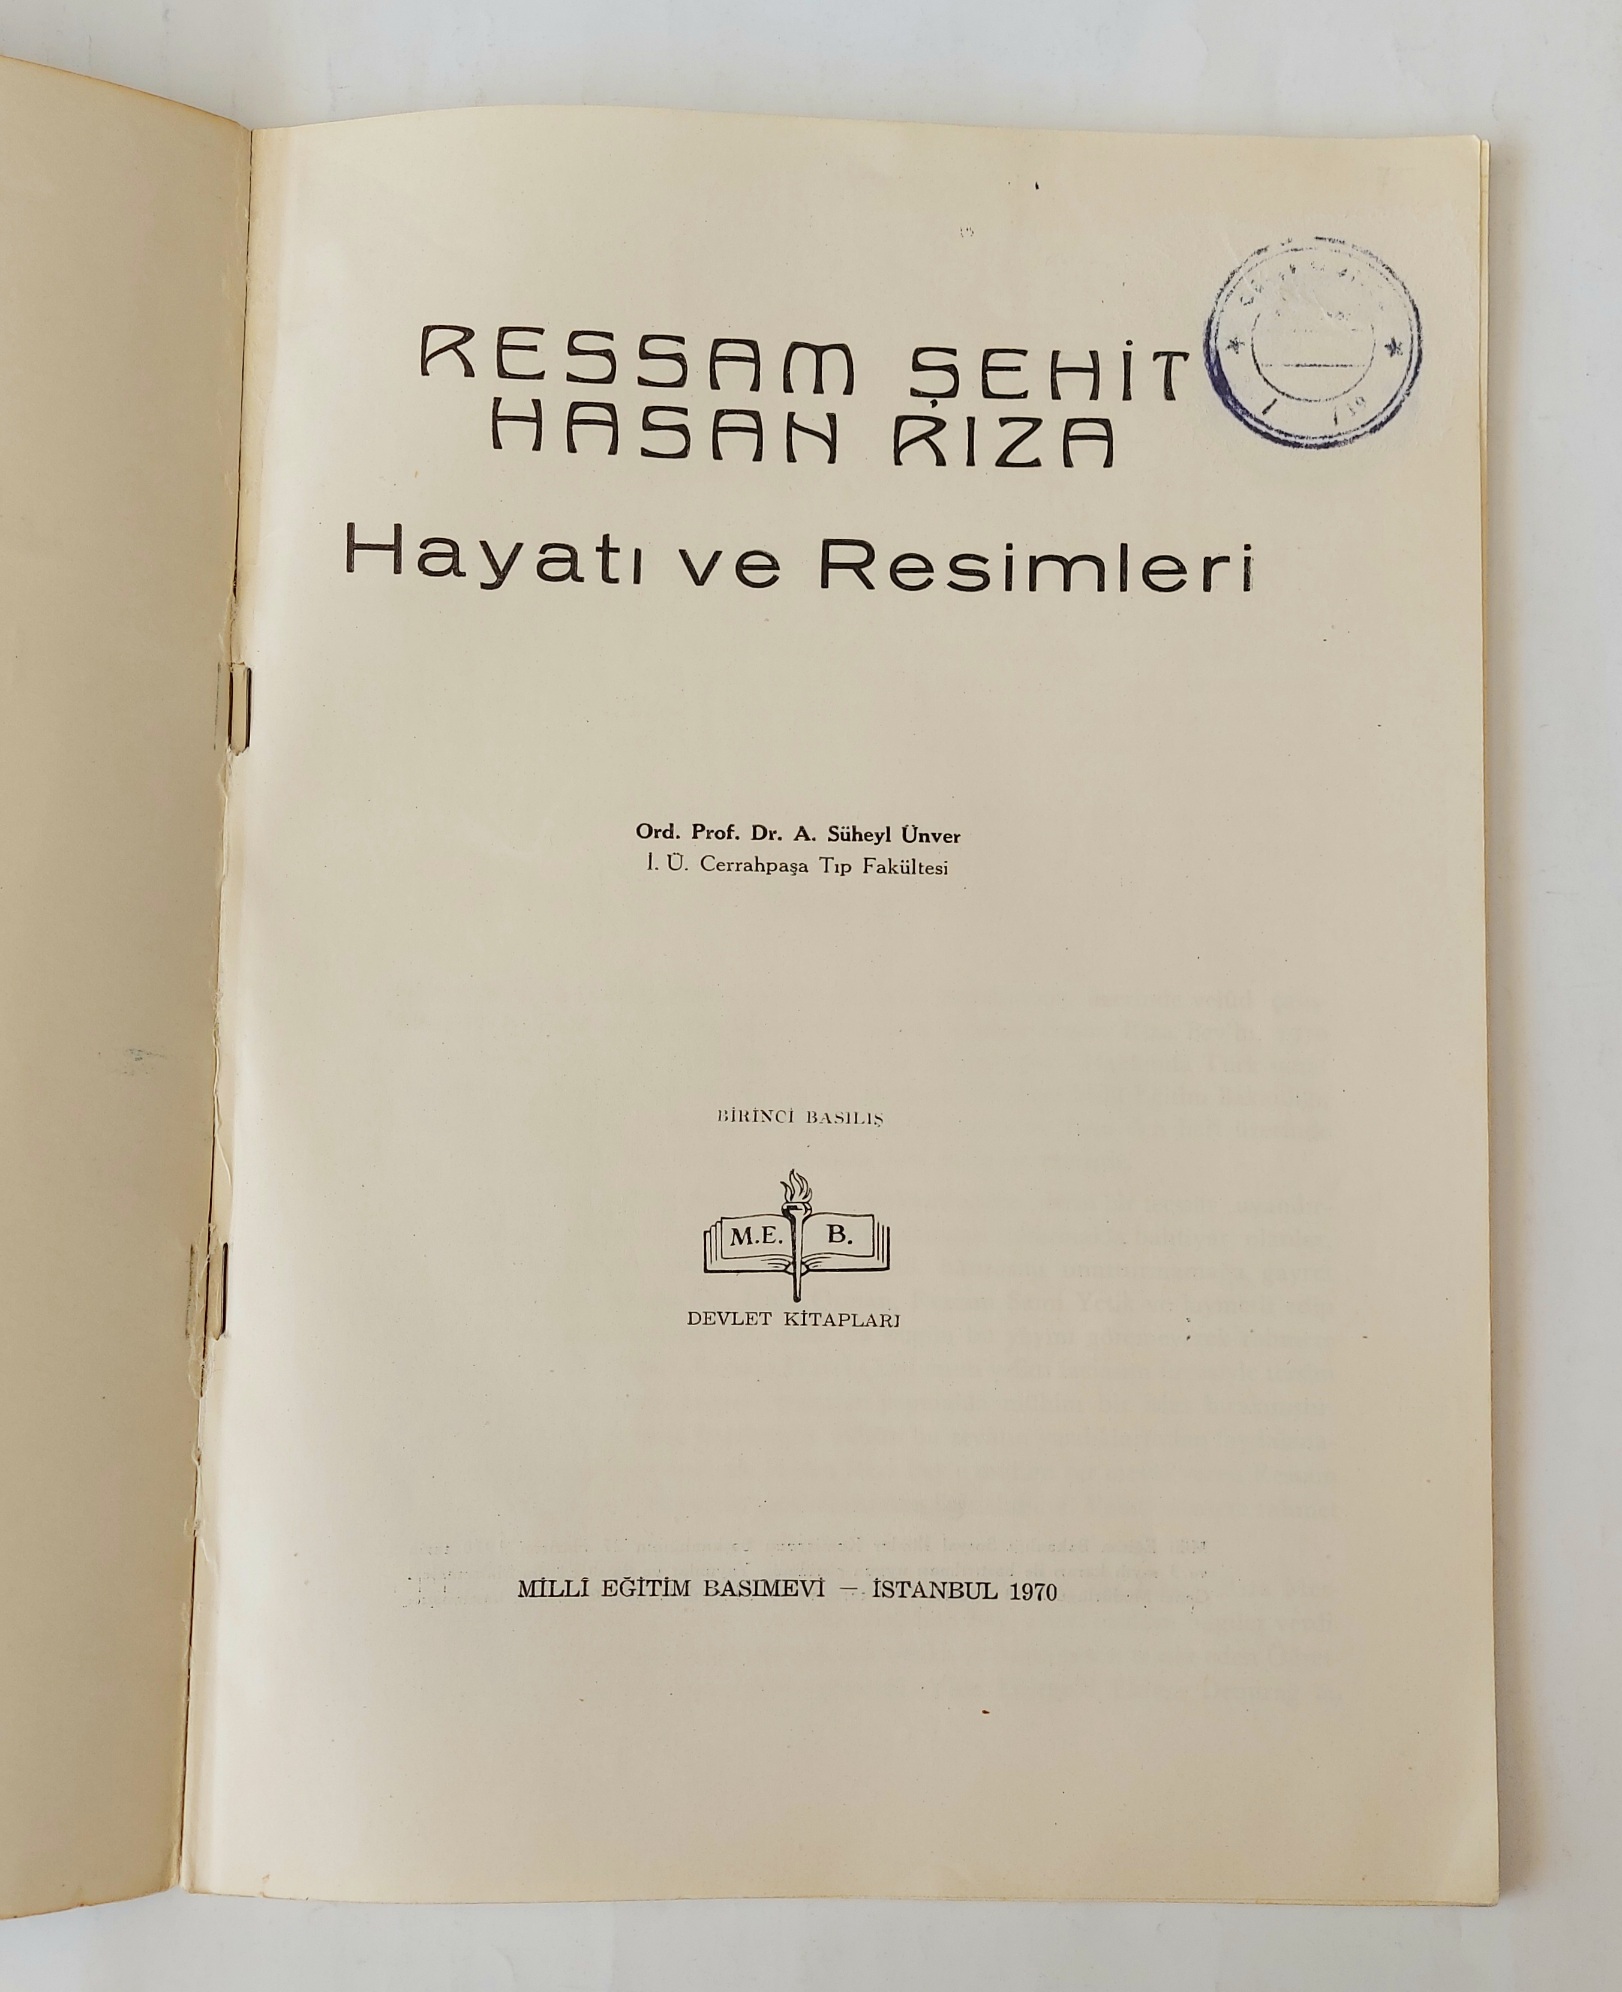 RESSAM ŞEHİT
HASAN RIZA
Hayatı ve Resimleri
Ord. Prof. Dr. A. Süheyl Ünver
İ. Ü. Cerrahpaşa Tıp Fakültesi
BİRİNCİ BASILIŞ
M.E. B.
DEVLET KİTAPLARI
MİLLÎ EĞİTİM BASIMEVİ — İSTANBUL 1970